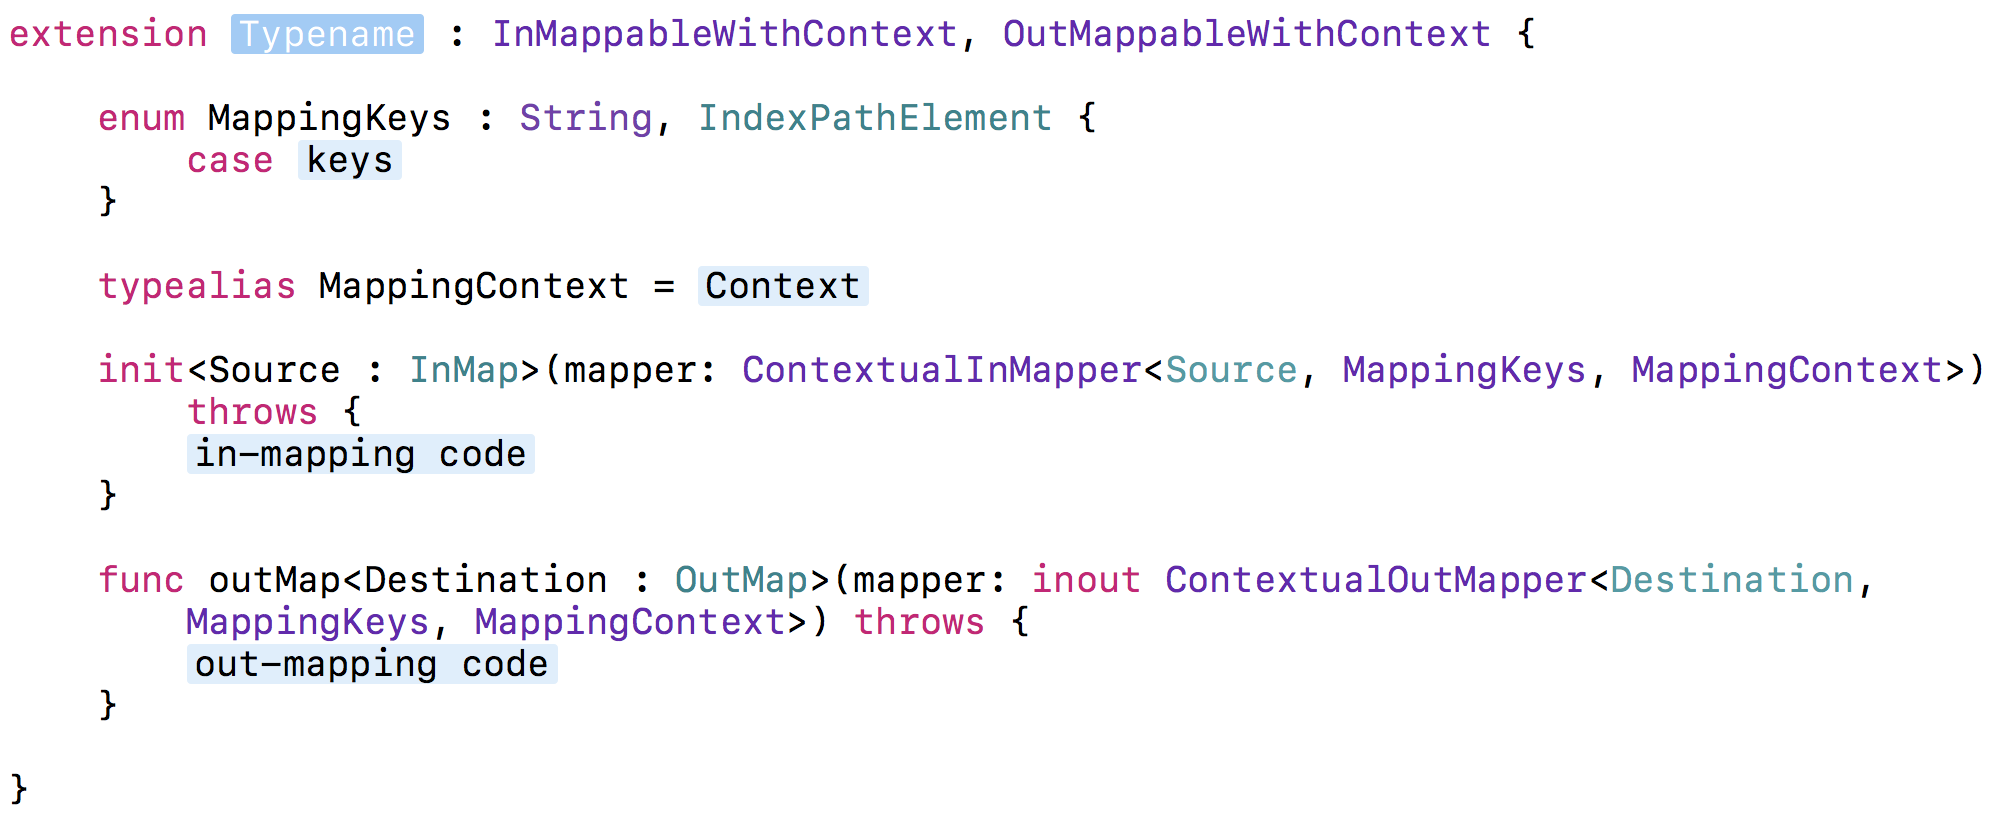 extension Typename : InMappableWithContext, OutMappableWithContext {
enum MappingKeys : String, IndexPathElement {
case keys
}
typealias MappingContext = Context
init<Source : InMap>(mapper: ContextualInMapper<Source, MappingKeys, MappingContext>)
throws {
in-mapping code
}
func outMap<Destination : OutMap>(mapper: inout ContextualOutMapper<Destination,
MappingKeys, MappingContext>) throws {
out-mapping code
}
}